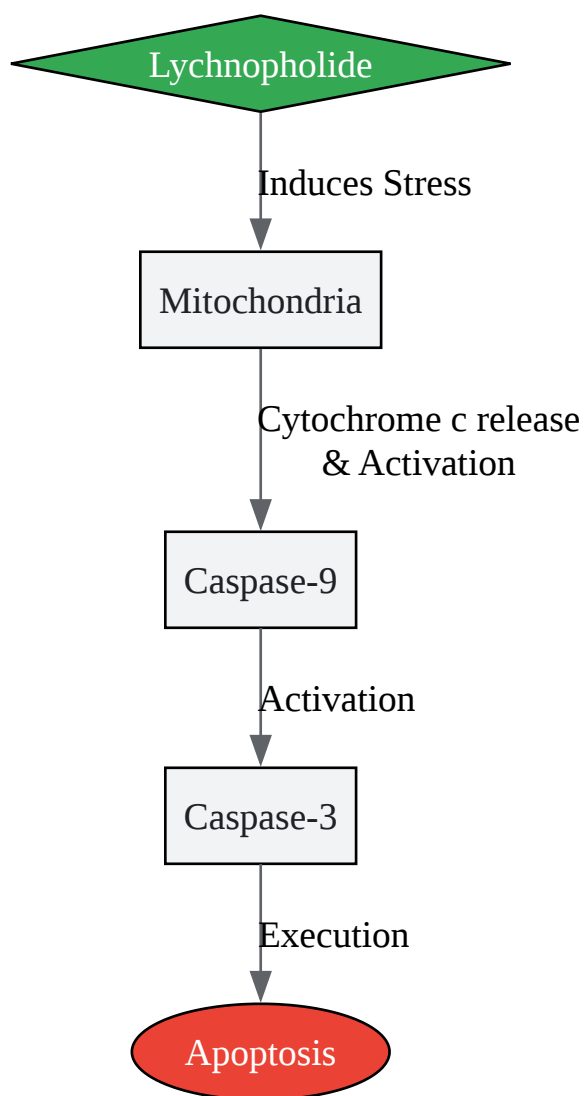 Lychnopholide
Induces Stress
Mitochondria
Cytochrome c release
& Activation
Caspase-9
Activation
Caspase-3
Execution
Apoptosis